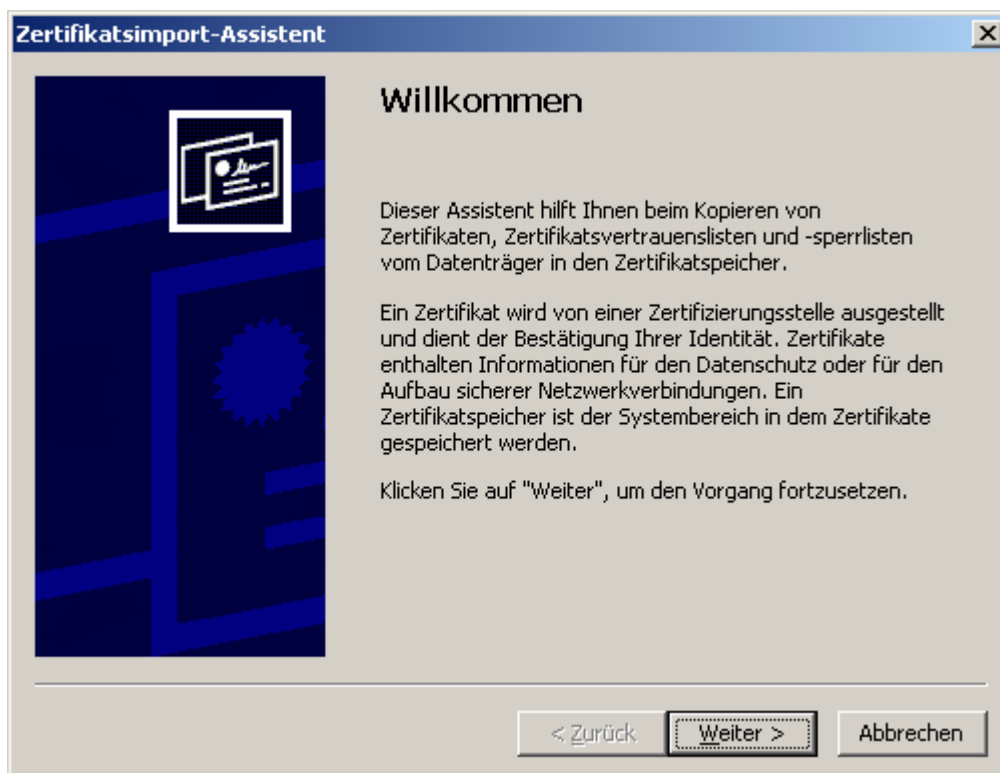 Zertifikatsimport-Assistent
Willkommen
Dieser Assistent hilft Ihnen beim Kopieren von
Zertifikaten, Zertifikatsvertrauenslisten und -sperrlisten
vom Datenträger in den Zertifikatspeicher.
Ein Zertifikat wird von einer Zertifizierungsstelle ausgestellt
und dient der Bestätigung Ihrer Identität. Zertifikate
enthalten Informationen für den Datenschutz oder für den
Aufbau sicherer Netzwerkverbindungen. Ein
Zertifikatspeicher ist der Systembereich in dem Zertifikate
gespeichert werden.
Klicken Sie auf "Weiter", um den Vorgang fortzusetzen.
< Zurück Weiter > Abbrechen